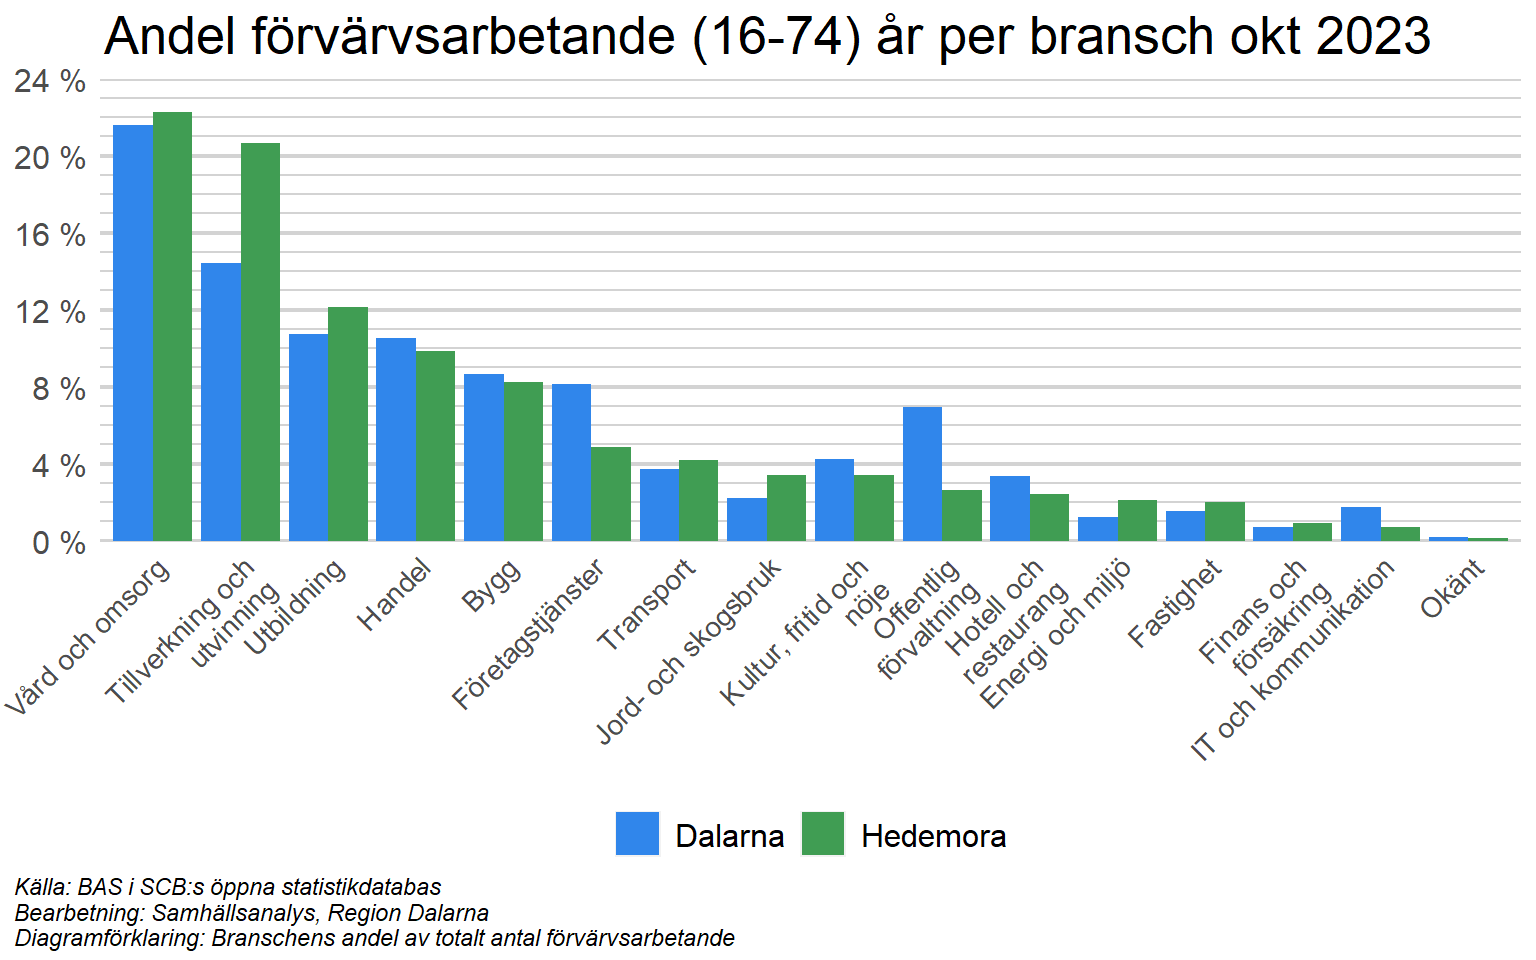 Andel förvärvsarbetande (16-74) år per bransch okt 2023
24 %
20 %
16 %
12 %
8 %
4 %
0 %
Vård och omsorg
Tillverkning och
utvinning
Utbildning
Handel
Bygg
Företagstjänster
Transport
Jord- och skogsbruk
Kultur, fritid och
nöje
Offentlig
förvaltning
Hotell och
restaurang
Energi och miljö
Fastighet
Finans och
försäkring
IT och kommunikation
Okänt
Dalarna
Hedemora
Källa: BAS i SCB:s öppna statistikdatabas
Bearbetning: Samhällsanalys, Region Dalarna
Diagramförklaring: Branschens andel av totalt antal förvärvsarbetande